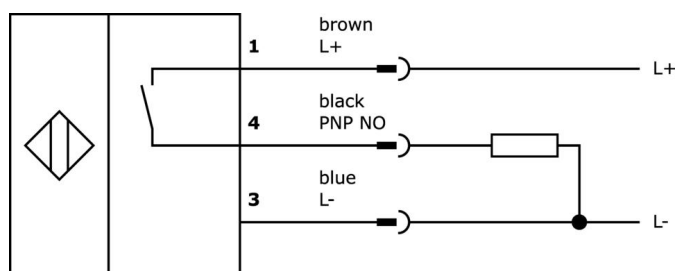 brown
1 L+ L+
black
4 PNP NO
blue
3 L- L-